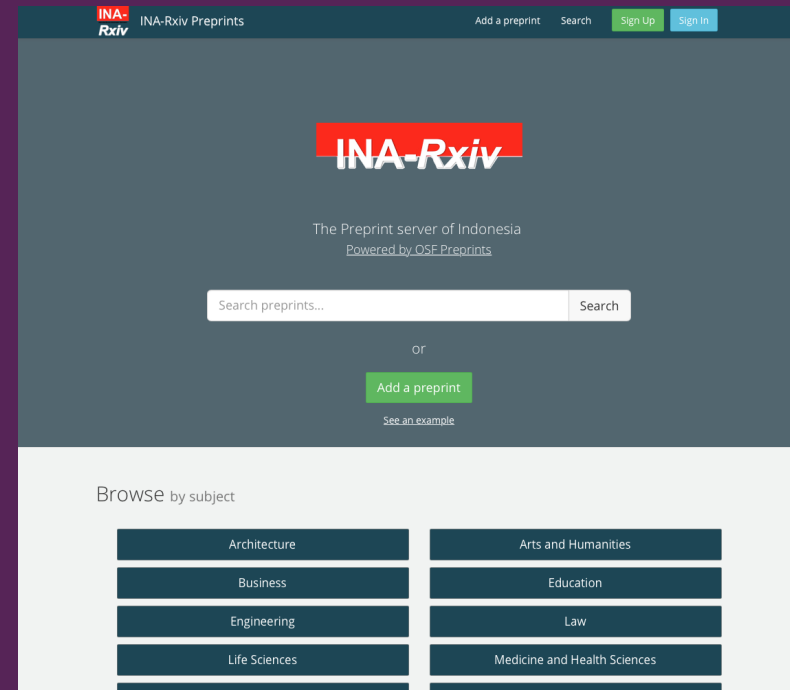 INA-Rxiv INA-Rxiv Preprints Add a preprint Search Sign Up Sign In
INA-Rxiv
The Preprint server of Indonesia
Powered by OSF Preprints
Search preprints... Search
or
Add a preprint
See an example
Browse by subject
Architecture Arts and Humanities
Business Education
Engineering Law
Life Sciences Medicine and Health Sciences